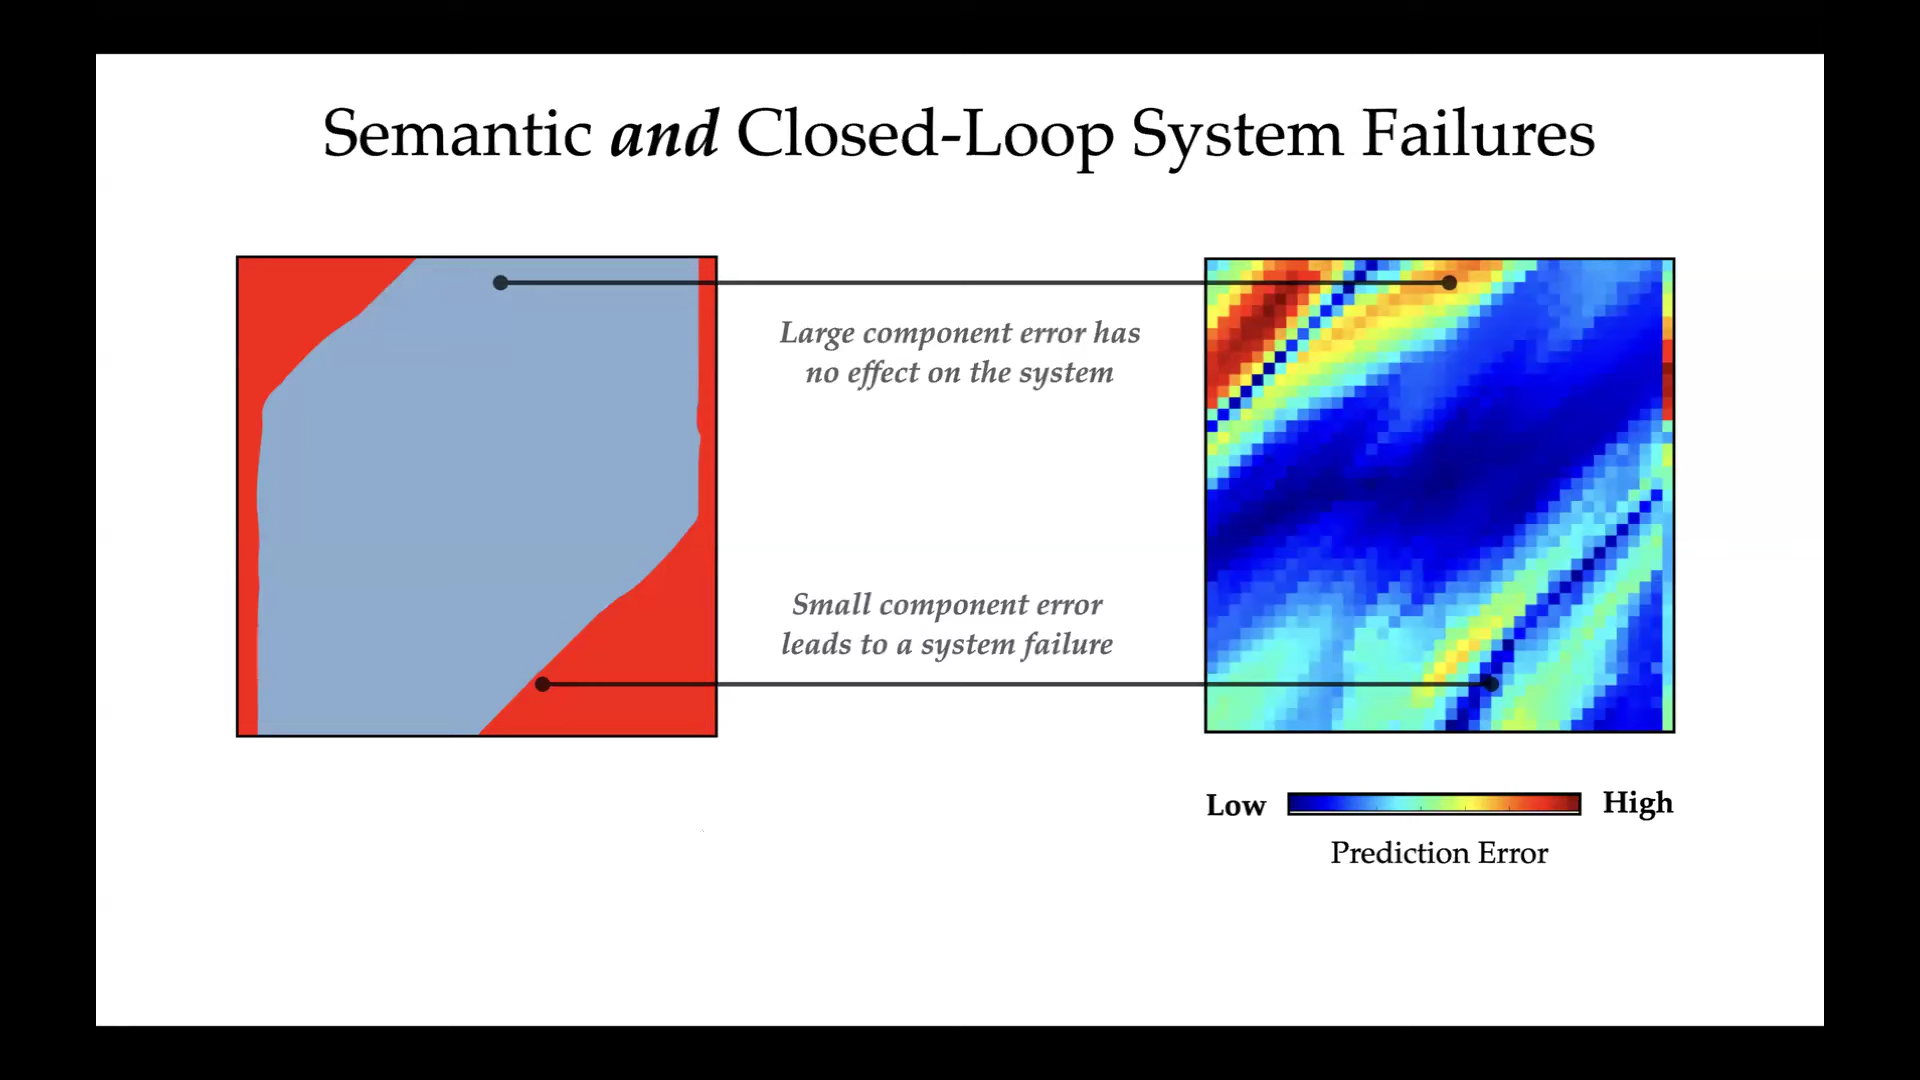 Semantic and Closed-Loop System Failures
Large component error has
no effect on the system
Small component error
leads to a system failure
Low High
Prediction Error